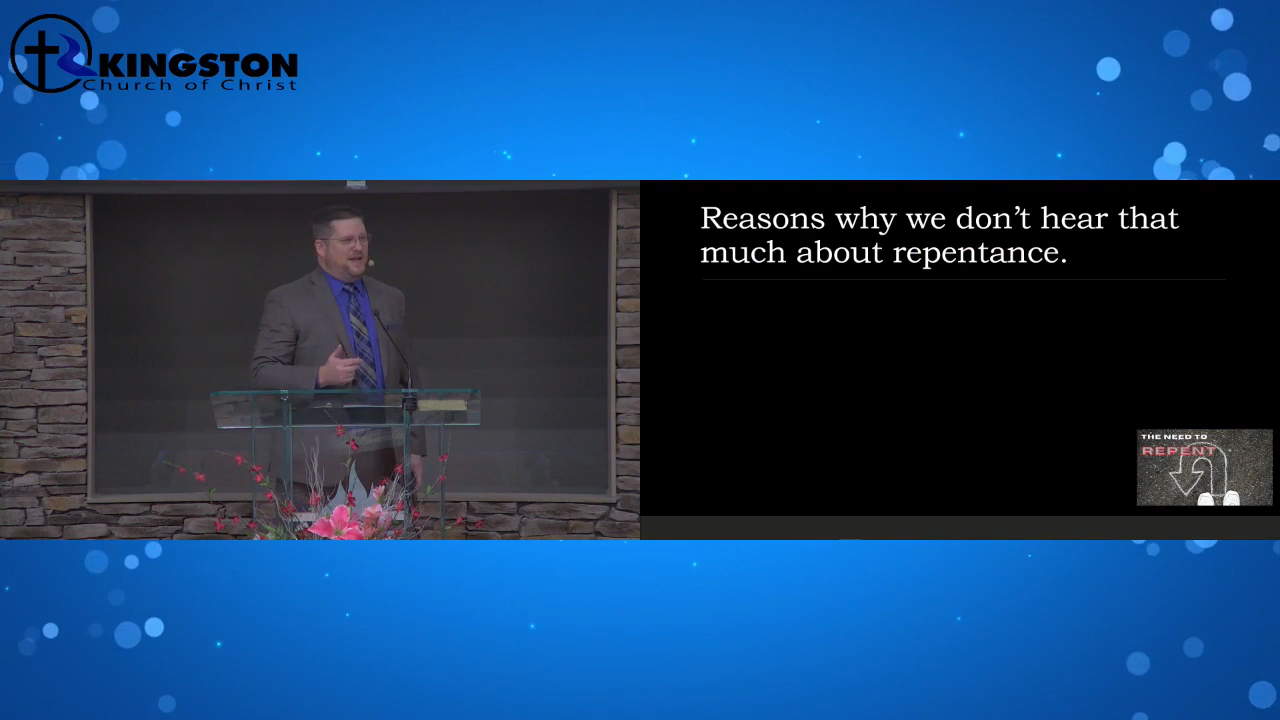 KINGSTON
Church of Christ
Reasons why we don't hear that
much about repentance.
THE NEED TO
REPENT